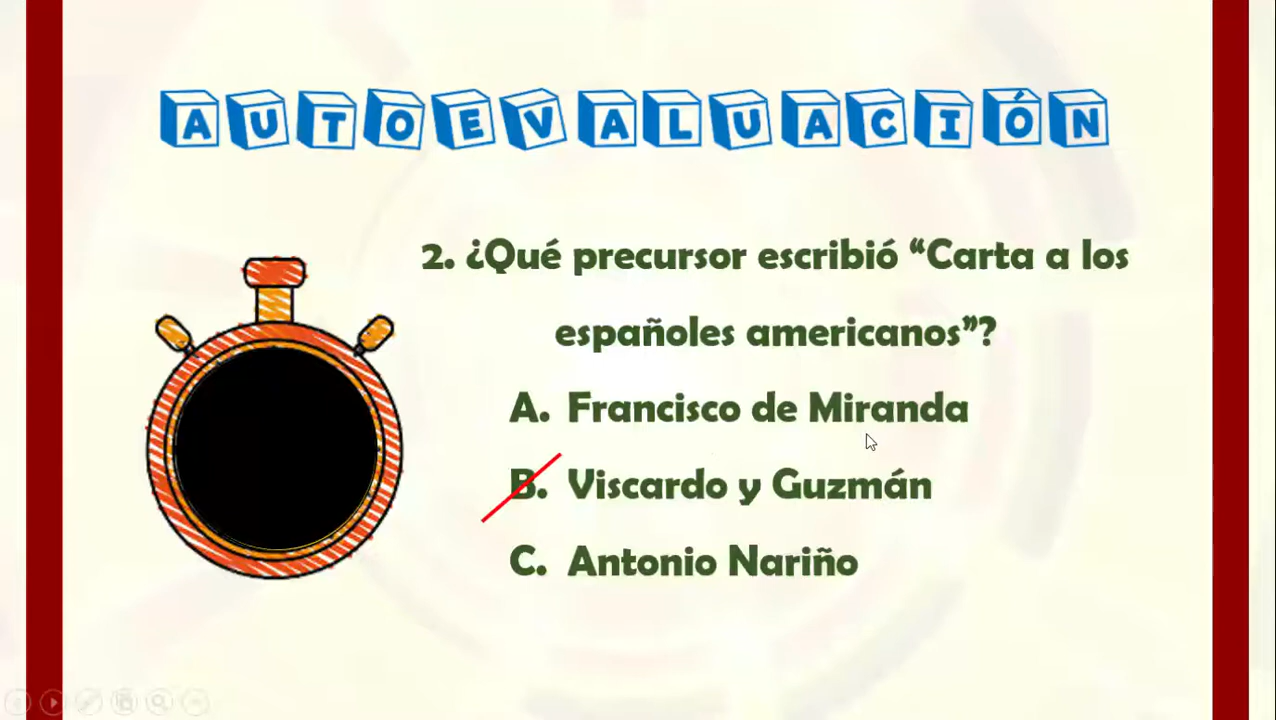 AUTOEVALUACIÓN
2. ¿Qué precursor escribió “Carta a los
españoles americanos”?
A. Francisco de Miranda
B. Viscardo y Guzmán
C. Antonio Nariño